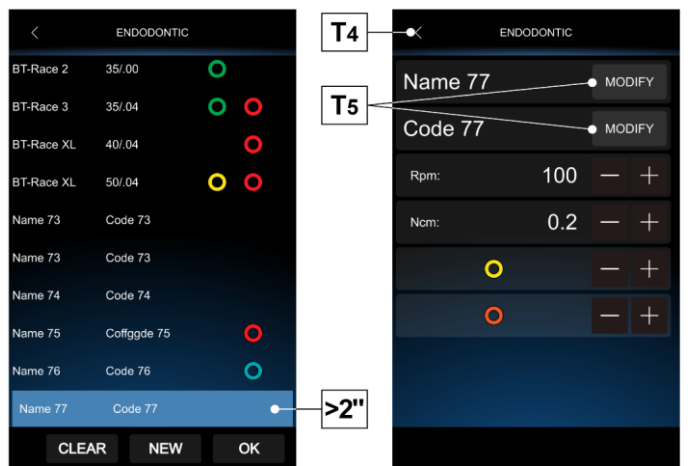 ENDODONTIC
BT-Race 2 35/.00
BT-Race 3 35/.04
BT-Race XL 40/.04
BT-Race XL 50/.04
Name 73 Code 73
Name 73 Code 73
Name 74 Code 74
Name 75 Coffggde 75
Name 76 Code 76
Name 77 Code 77
CLEAR NEW OK
>2"
T4
T5
ENDODONTIC
Name 77 MODIFY
Code 77 MODIFY
Rpm: 100 − +
Ncm: 0.2 − +
− +
− +